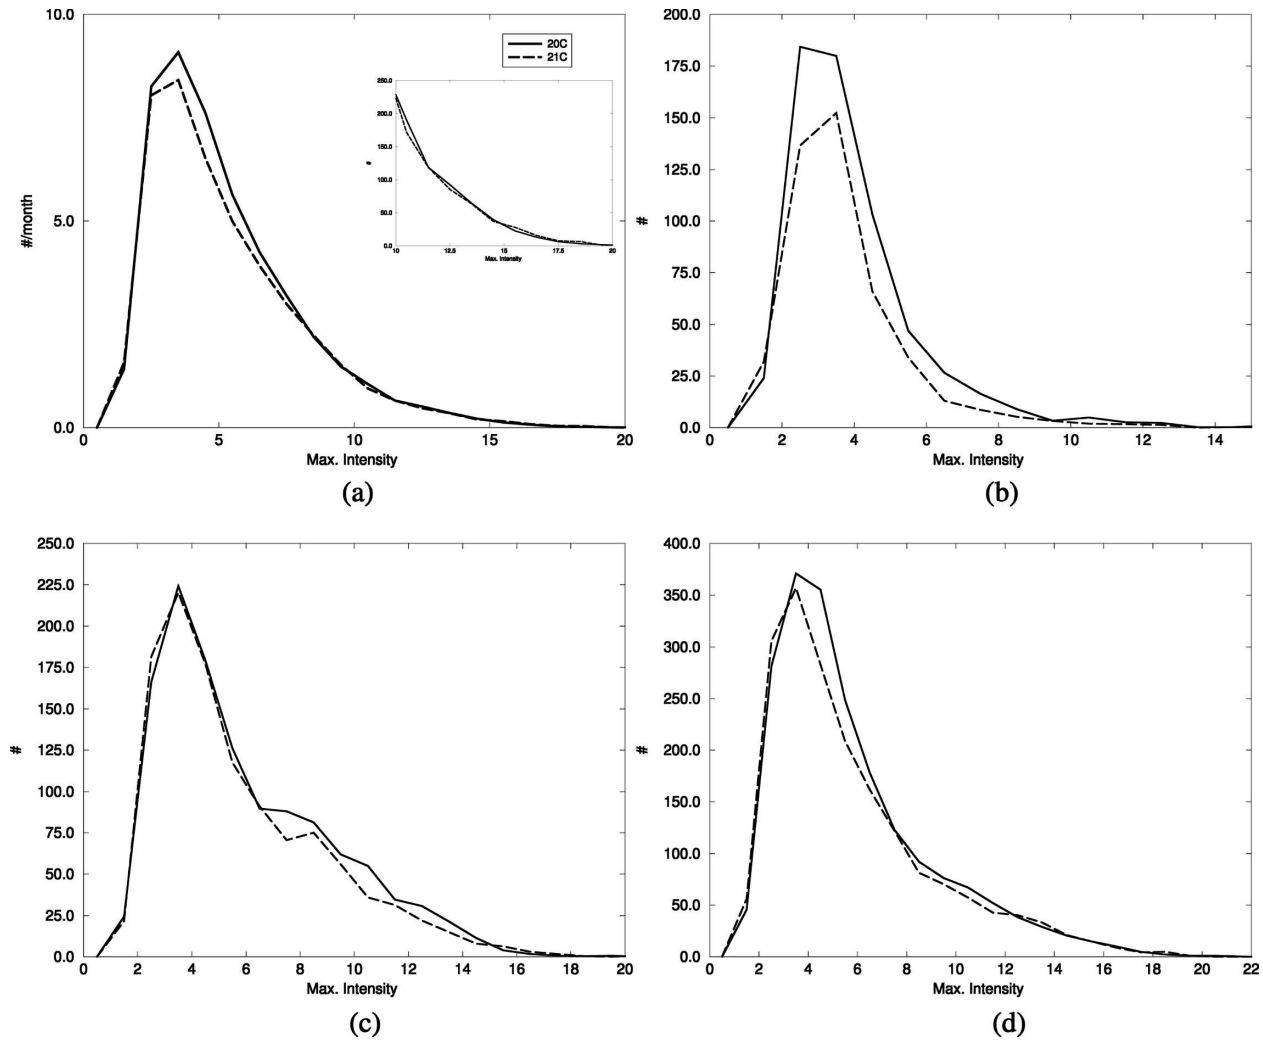 10.0
5.0
0.0
#/month
0 5 10 15 20
Max. Intensity
20C
21C
250.0
200.0
150.0
100.0
50.0
0.0
#
10 12.5 15 17.5 20
Max. Intensity
(a)
200.0
175.0
150.0
125.0
100.0
75.0
50.0
25.0
0.0
#
0 2 4 6 8 10 12 14
Max. Intensity
(b)
250.0
225.0
200.0
175.0
150.0
125.0
100.0
75.0
50.0
25.0
0.0
#
0 2 4 6 8 10 12 14 16 18 20
Max. Intensity
(c)
400.0
350.0
300.0
250.0
200.0
150.0
100.0
50.0
0.0
#
0 2 4 6 8 10 12 14 16 18 20 22
Max. Intensity
(d)